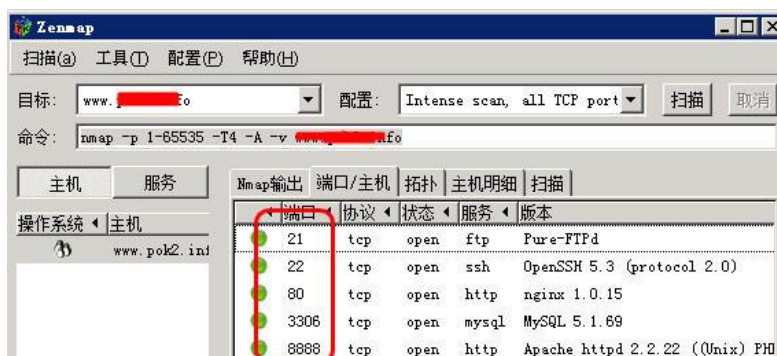 Zenmap
扫描(a) 工具(T) 配置(P) 帮助(H)
目标: www. fo 配置: Intense scan, all TCP port 扫描 取消
命令: nmap -p 1-65535 -T4 -A -v nfo
主机 服务 Nmap输出 端口/主机 拓扑 主机明细 扫描
操作系统 主机 端口 协议 状态 服务 版本
www.pok2.inf 21 tcp open ftp Pure-FTPd
22 tcp open ssh OpenSSH 5.3 (protocol 2.0)
80 tcp open http nginx 1.0.15
3306 tcp open mysql MySQL 5.1.69
8888 tcp open http Apache httpd 2.2.22 ((Unix)